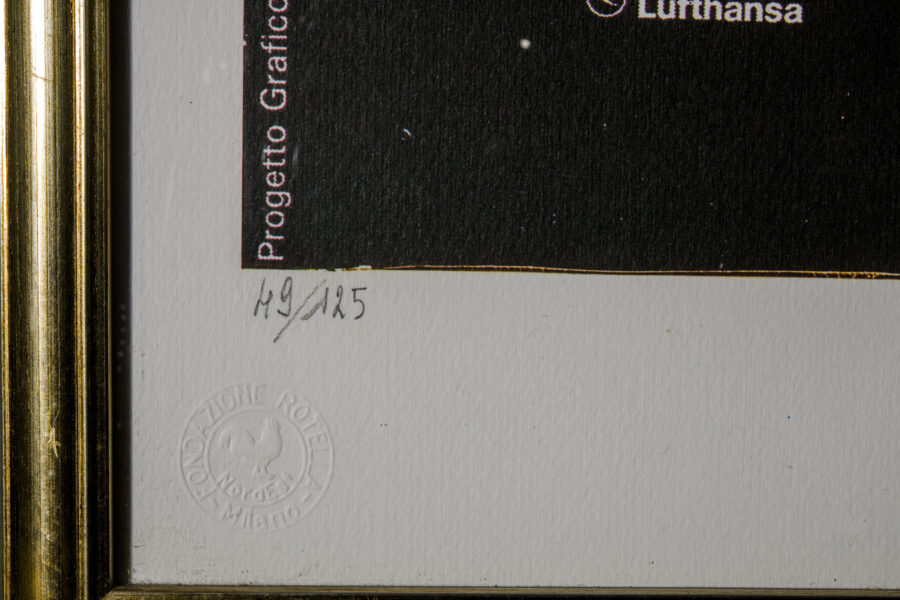 Lufthansa
Progetto Grafico
49/125
FONDAZIONE ROTELLA
NordEst
Milano